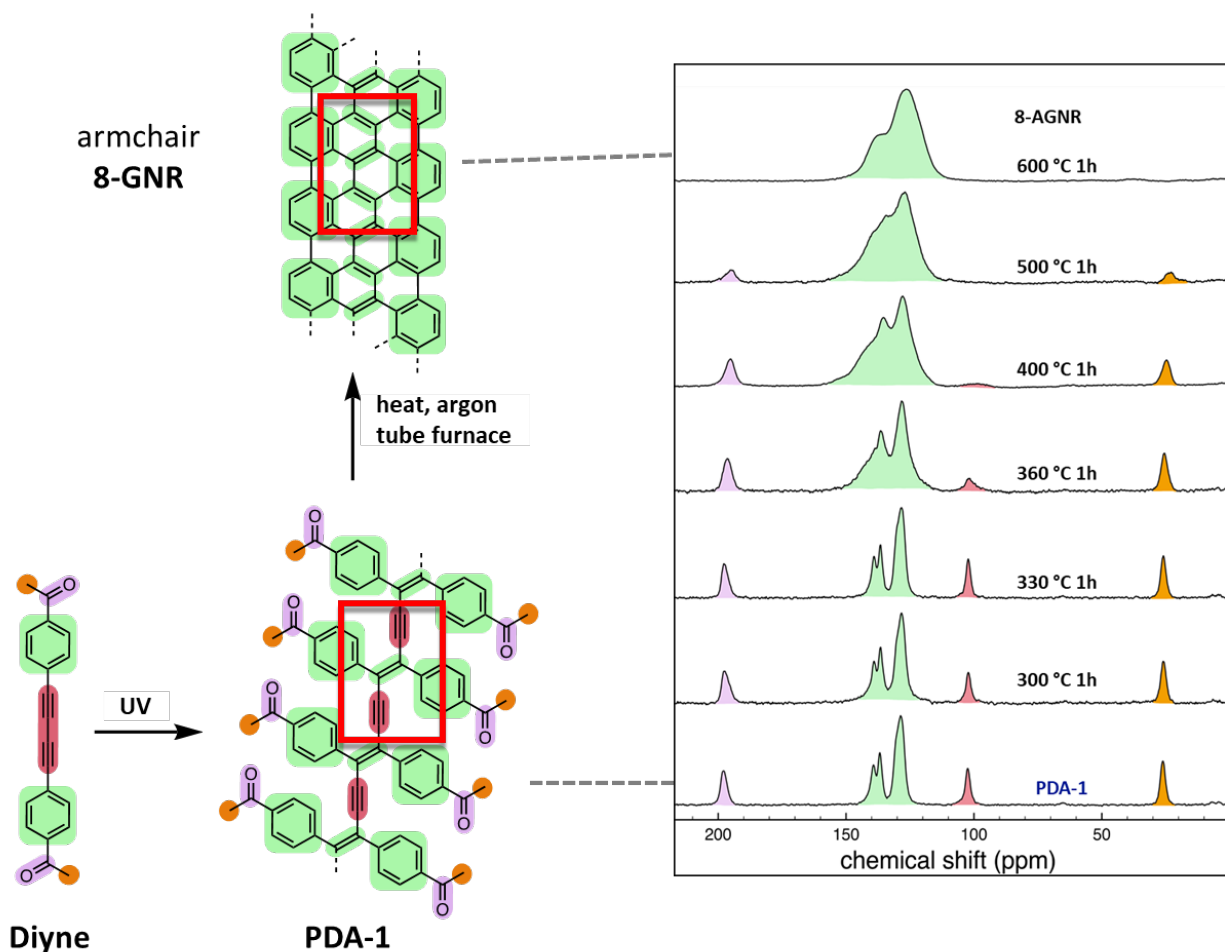 armchair
8-GNR
heat, argon
tube furnace
O
O
UV
O
O
O
O
O
O
O
O
O
O
Diyne
PDA-1
8-AGNR
600 °C 1h
500 °C 1h
400 °C 1h
360 °C 1h
330 °C 1h
300 °C 1h
PDA-1
200
150
100
50
chemical shift (ppm)